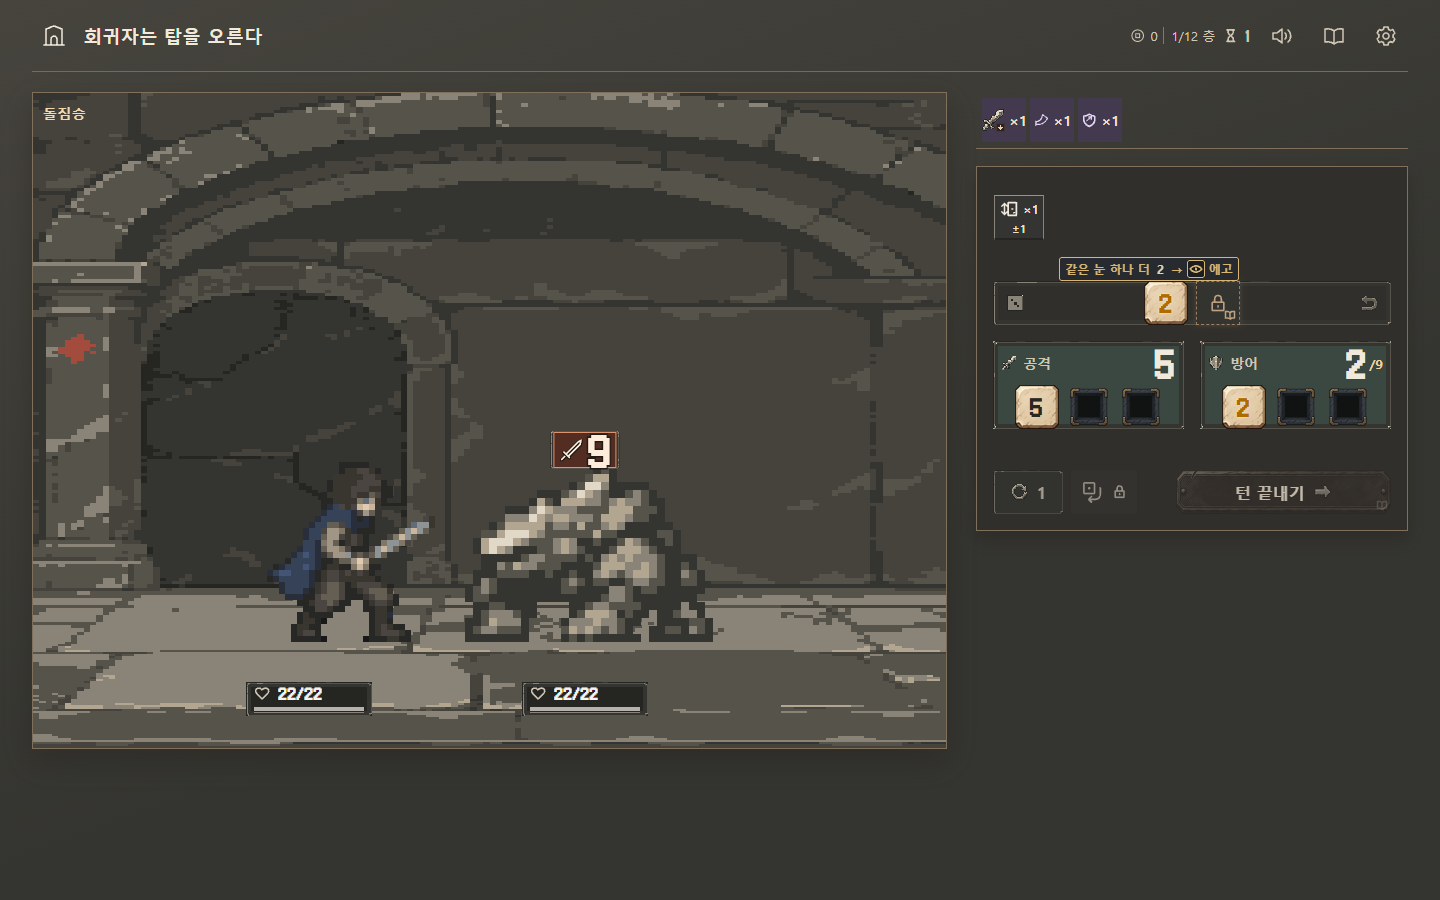 회귀자는 탑을 오른다
0 1/12 층 1
돌짐승
×1 ×1 ×1
×1
±1
같은 눈 하나 더 2 → 에고
2
공격 5
방어 2/9
5
2
9
1
턴 끝내기
22/22
22/22